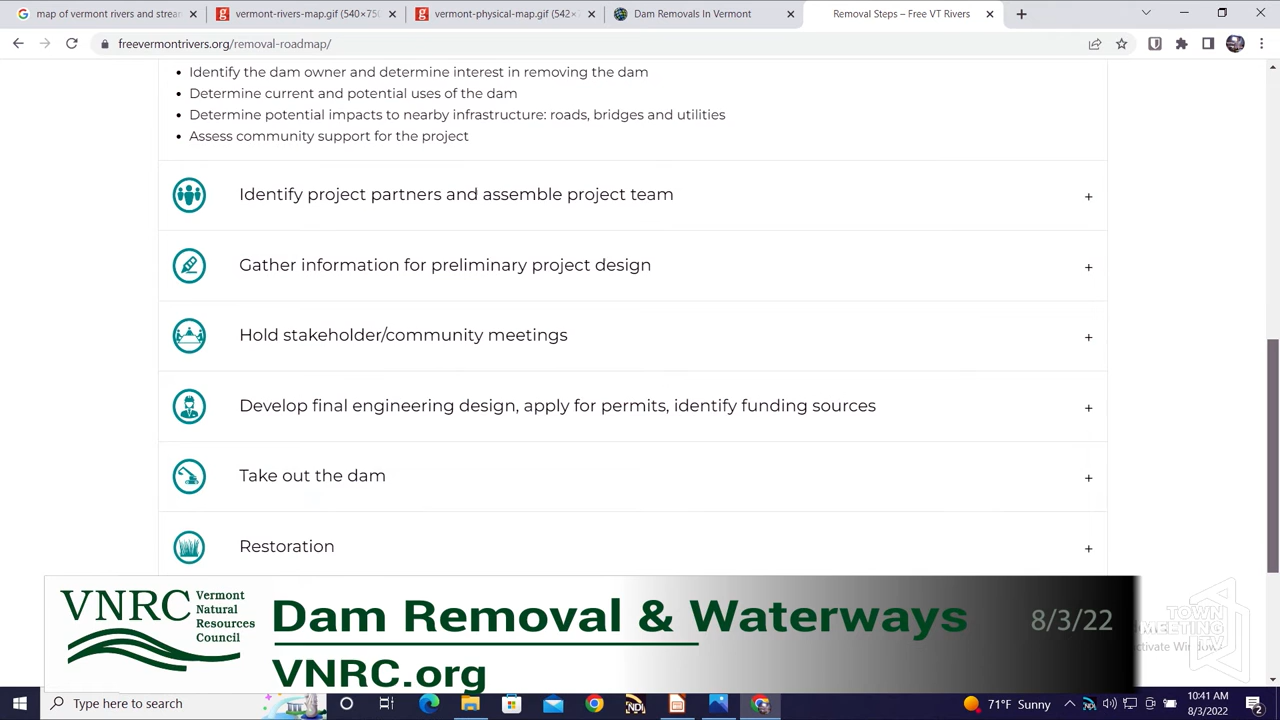 map of vermont rivers and strean
vermont-rivers-map.gif (540×75
vermont-physical-map.gif (542×
Dam Removals In Vermont
Removal Steps – Free VT Rivers
freevermontrivers.org/removal-roadmap/
Identify the dam owner and determine interest in removing the dam
Determine current and potential uses of the dam
Determine potential impacts to nearby infrastructure: roads, bridges and utilities
Assess community support for the project
Identify project partners and assemble project team +
Gather information for preliminary project design +
Hold stakeholder/community meetings +
Develop final engineering design, apply for permits, identify funding sources +
Take out the dam +
Restoration +
VNRC Vermont Natural Resources Council
Dam Removal & Waterways
8/3/22
VNRC.org
TOWN
MEETING
TV
Type here to search
71°F Sunny
10:41 AM
8/3/2022
2